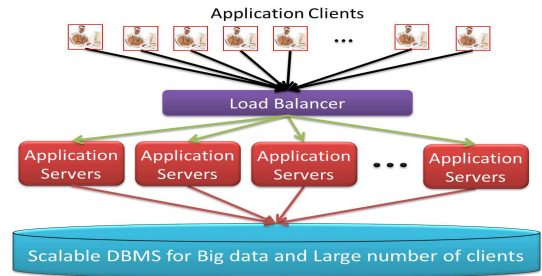 Application Clients
...
Load Balancer
Application
Servers
Application
Servers
Application
Servers
...
Application
Servers
Scalable DBMS for Big data and Large number of clients